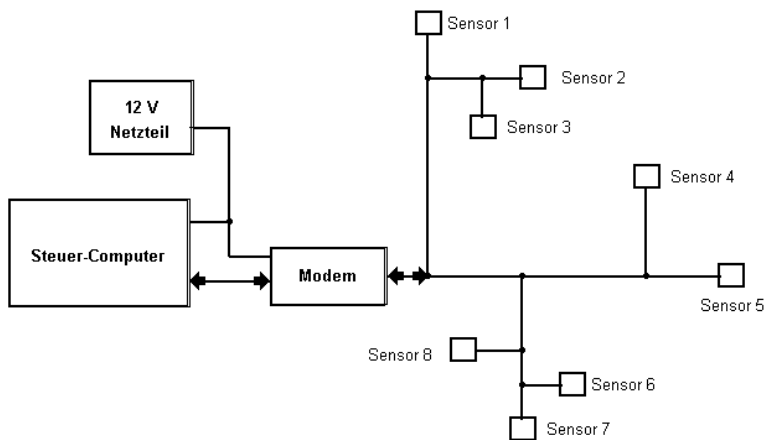 Sensor 1
12 V
Netzteil
Sensor 2
Sensor 3
Sensor 4
Steuer-Computer
Modem
Sensor 5
Sensor 8
Sensor 6
Sensor 7